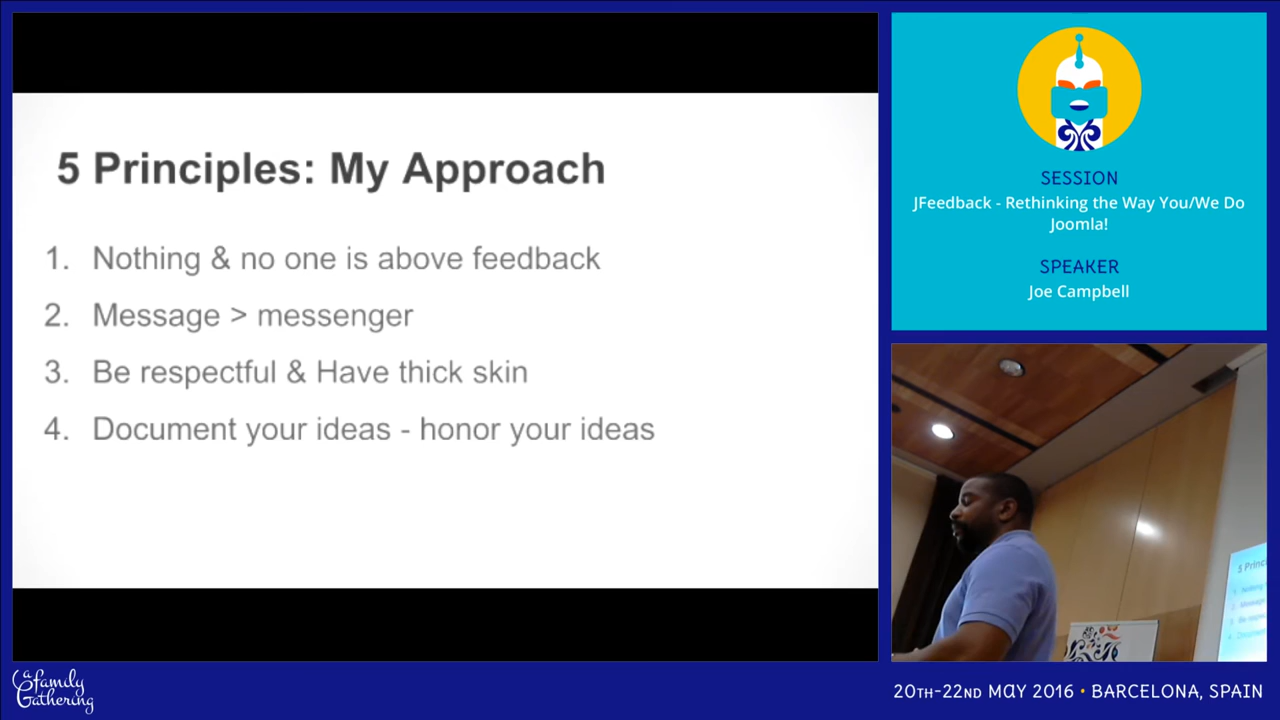 5 Principles: My Approach
1. Nothing & no one is above feedback
2. Message > messenger
3. Be respectful & Have thick skin
4. Document your ideas - honor your ideas
SESSION
JFeedback - Rethinking the Way You/We Do
Joomla!
SPEAKER
Joe Campbell
5 Princ
a family
Gathering
20TH-22ND MAY 2016 • BARCELONA, SPAIN